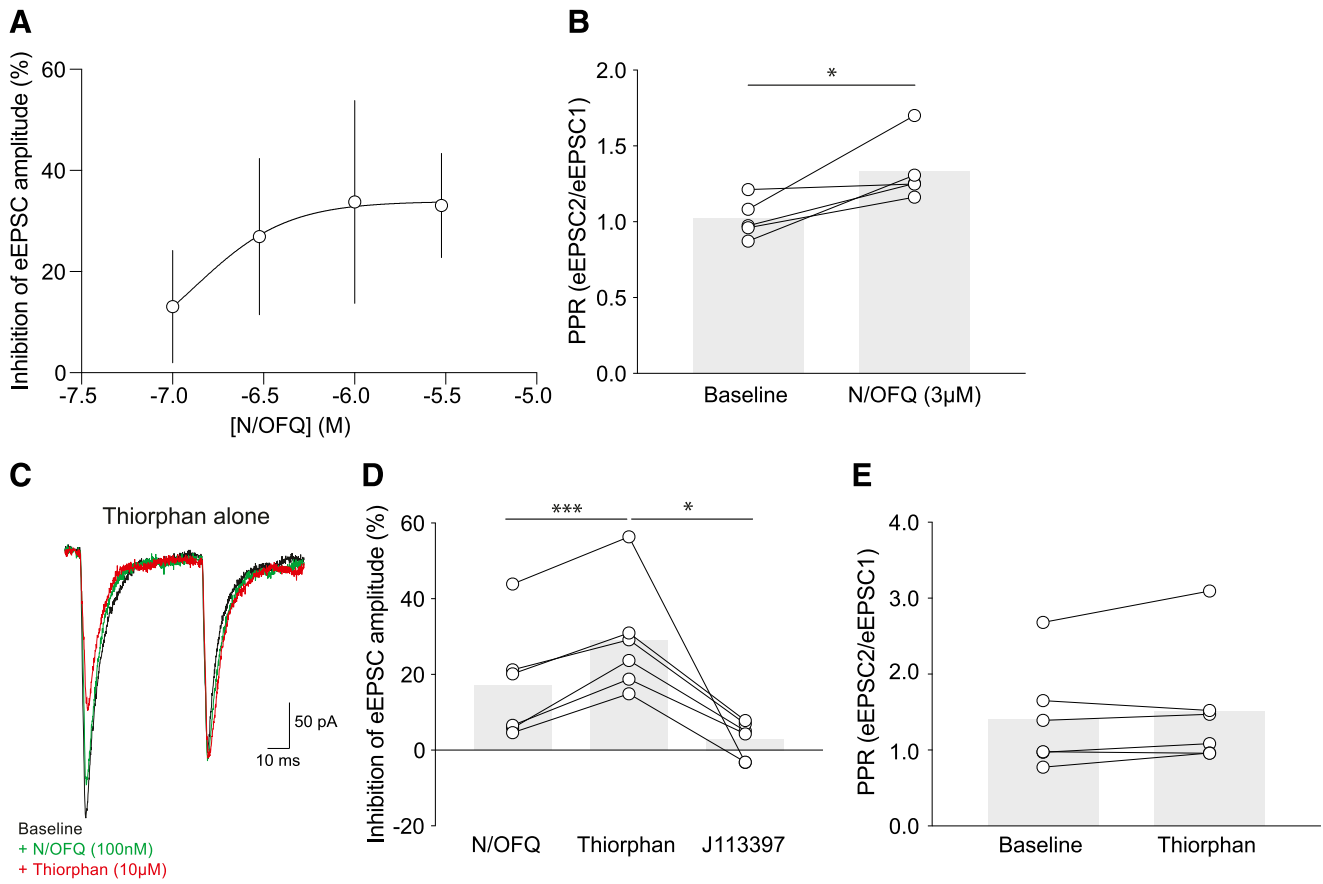 A
Inhibition of eEPSC amplitude (%)
60
40
20
0
-7.5
-7.0
-6.5
-6.0
-5.5
-5.0
[N/OFQ] (M)
B
PPR (eEPSC2/eEPSC1)
2.0
1.5
1.0
0.5
0.0
*
Baseline
N/OFQ (3µM)
C
Thiorphan alone
50 pA
10 ms
Baseline
+ N/OFQ (100nM)
+ Thiorphan (10µM)
D
Inhibition of eEPSC amplitude (%)
60
40
20
0
-20
***
*
N/OFQ
Thiorphan
J113397
E
PPR (eEPSC2/eEPSC1)
4.0
3.0
2.0
1.0
0.0
Baseline
Thiorphan